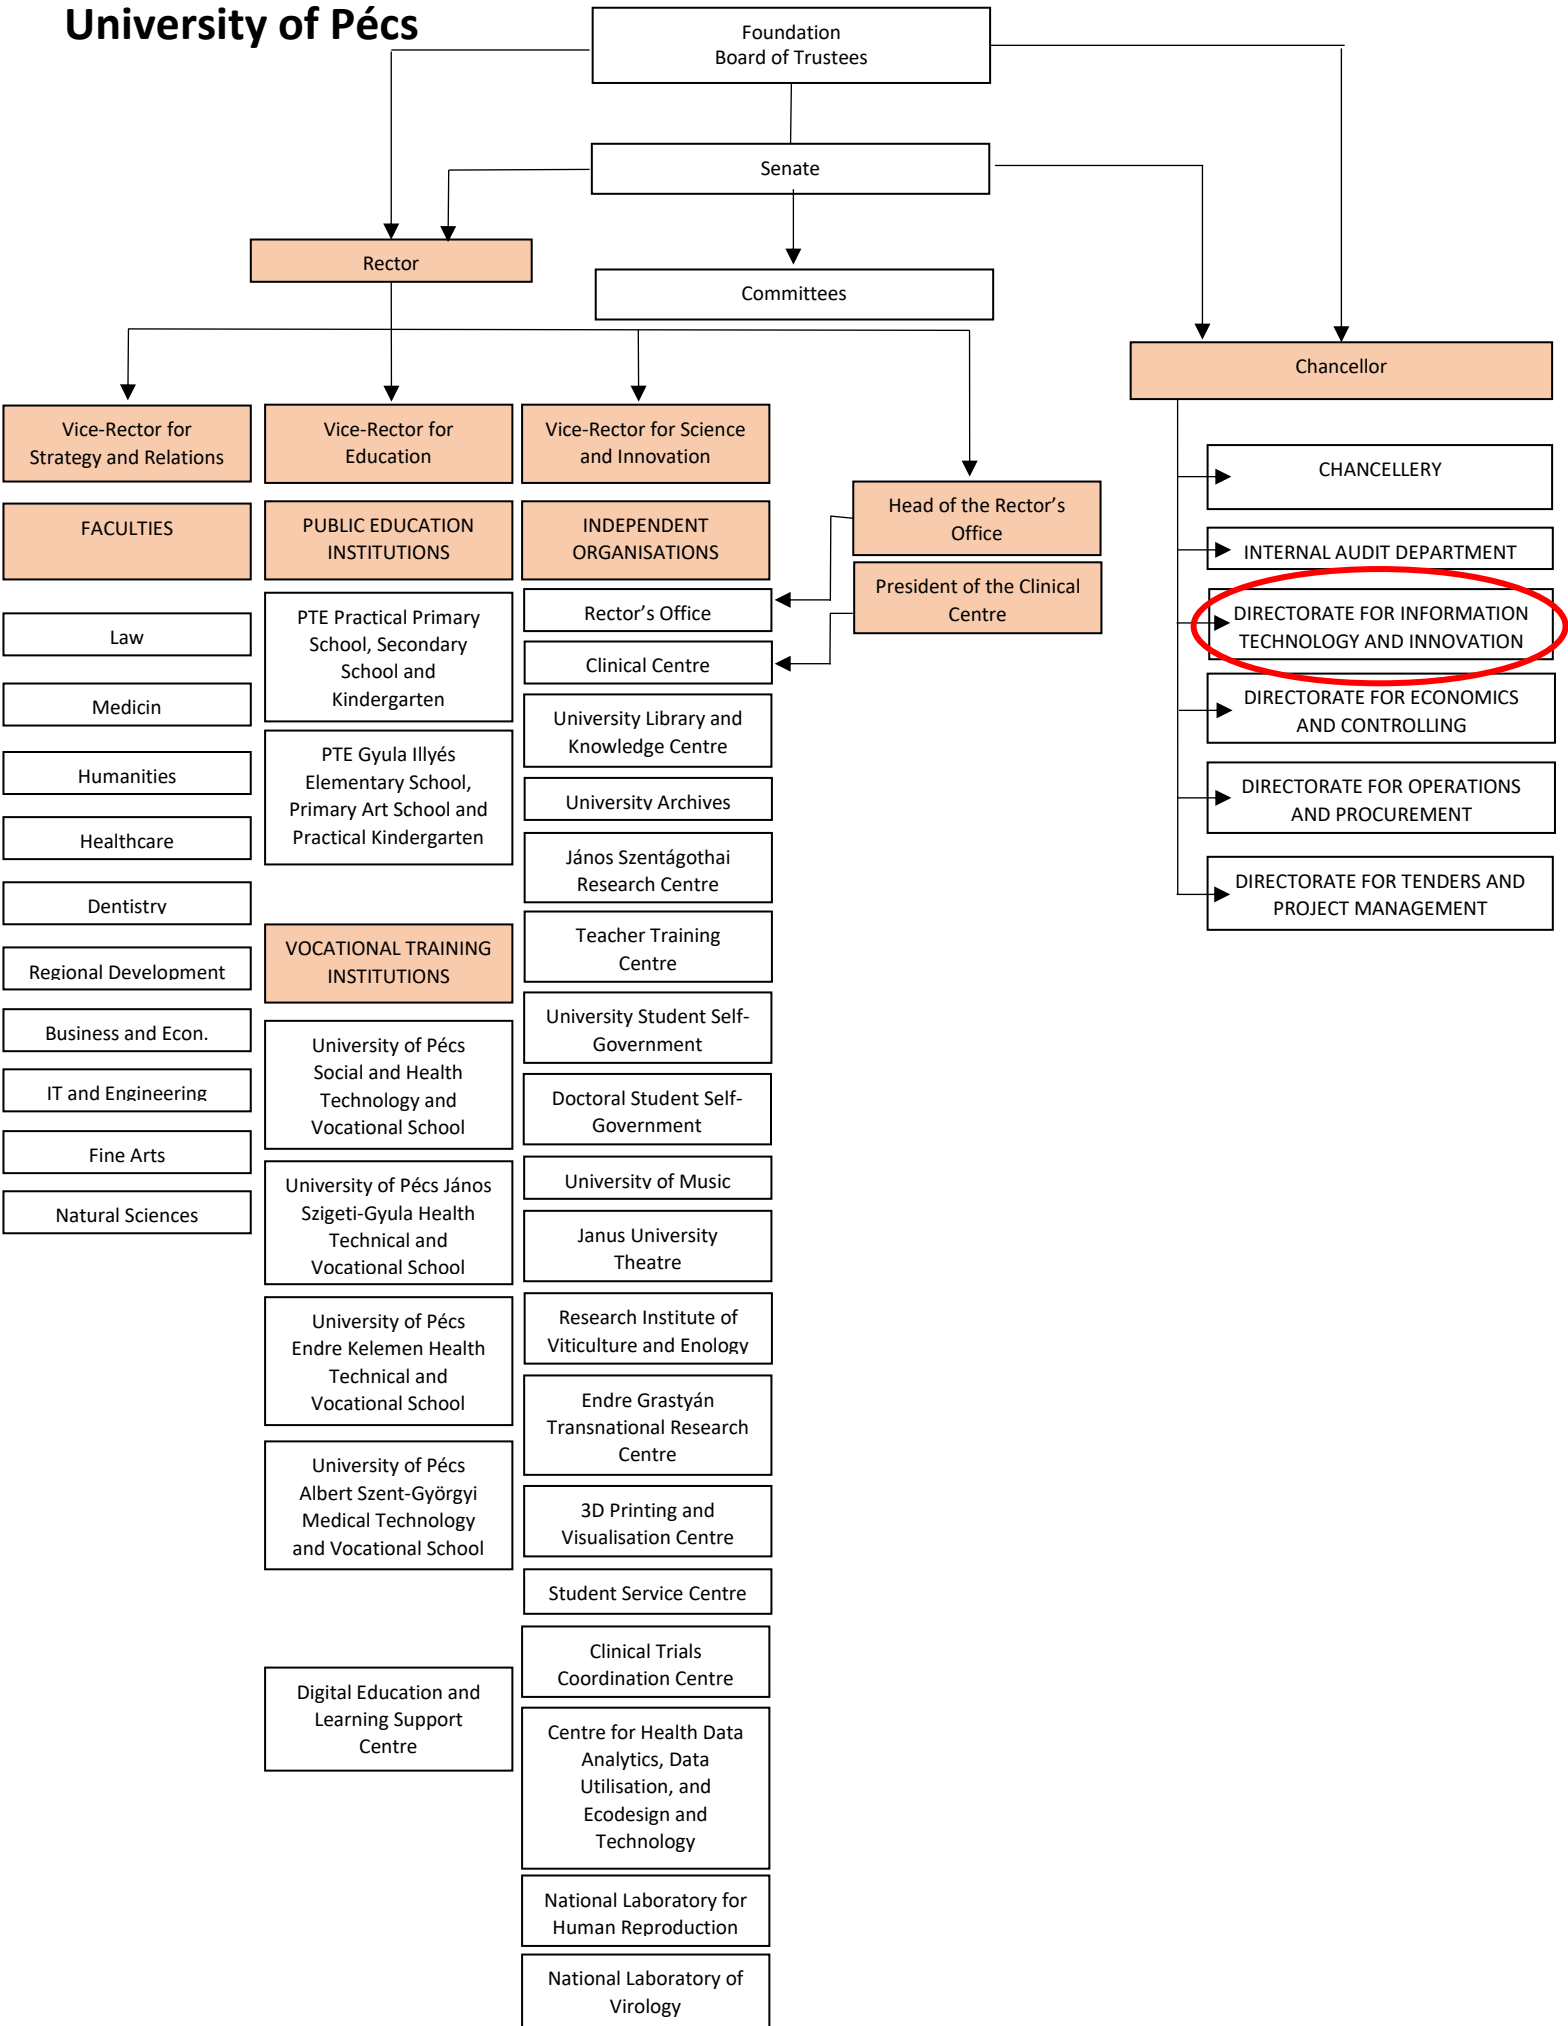 University of Pécs
Foundation
Board of Trustees
Senate
Rector
Committees
Chancellor
Vice-Rector for
Strategy and Relations
Vice-Rector for
Education
Vice-Rector for Science
and Innovation
Head of the Rector’s
Office
President of the Clinical
Centre
FACULTIES
Law
Medicin
Humanities
Healthcare
Dentistry
Regional Development
Business and Econ.
IT and Engineering
Fine Arts
Natural Sciences
PUBLIC EDUCATION
INSTITUTIONS
PTE Practical Primary
School, Secondary
School and
Kindergarten
PTE Gyula Illyés
Elementary School,
Primary Art School and
Practical Kindergarten
VOCATIONAL TRAINING
INSTITUTIONS
University of Pécs
Social and Health
Technology and
Vocational School
University of Pécs János
Szigeti-Gyula Health
Technical and
Vocational School
University of Pécs
Endre Kelemen Health
Technical and
Vocational School
University of Pécs
Albert Szent-Györgyi
Medical Technology
and Vocational School
Digital Education and
Learning Support
Centre
INDEPENDENT
ORGANISATIONS
Rector’s Office
Clinical Centre
University Library and
Knowledge Centre
University Archives
János Szentágothai
Research Centre
Teacher Training
Centre
University Student Self-
Government
Doctoral Student Self-
Government
University of Music
Janus University
Theatre
Research Institute of
Viticulture and Enology
Endre Grastyán
Transnational Research
Centre
3D Printing and
Visualisation Centre
Student Service Centre
Clinical Trials
Coordination Centre
Centre for Health Data
Analytics, Data
Utilisation, and
Ecodesign and
Technology
National Laboratory for
Human Reproduction
National Laboratory of
Virology
CHANCELLERY
INTERNAL AUDIT DEPARTMENT
DIRECTORATE FOR INFORMATION
TECHNOLOGY AND INNOVATION
DIRECTORATE FOR ECONOMICS
AND CONTROLLING
DIRECTORATE FOR OPERATIONS
AND PROCUREMENT
DIRECTORATE FOR TENDERS AND
PROJECT MANAGEMENT